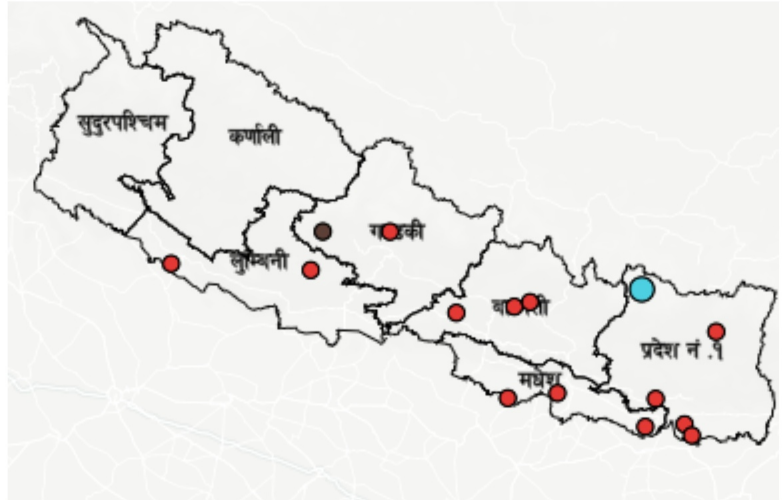 सुदुरपश्चिम
कर्णाली
लुम्बिनी
प्रदेश नं .१
मधेश